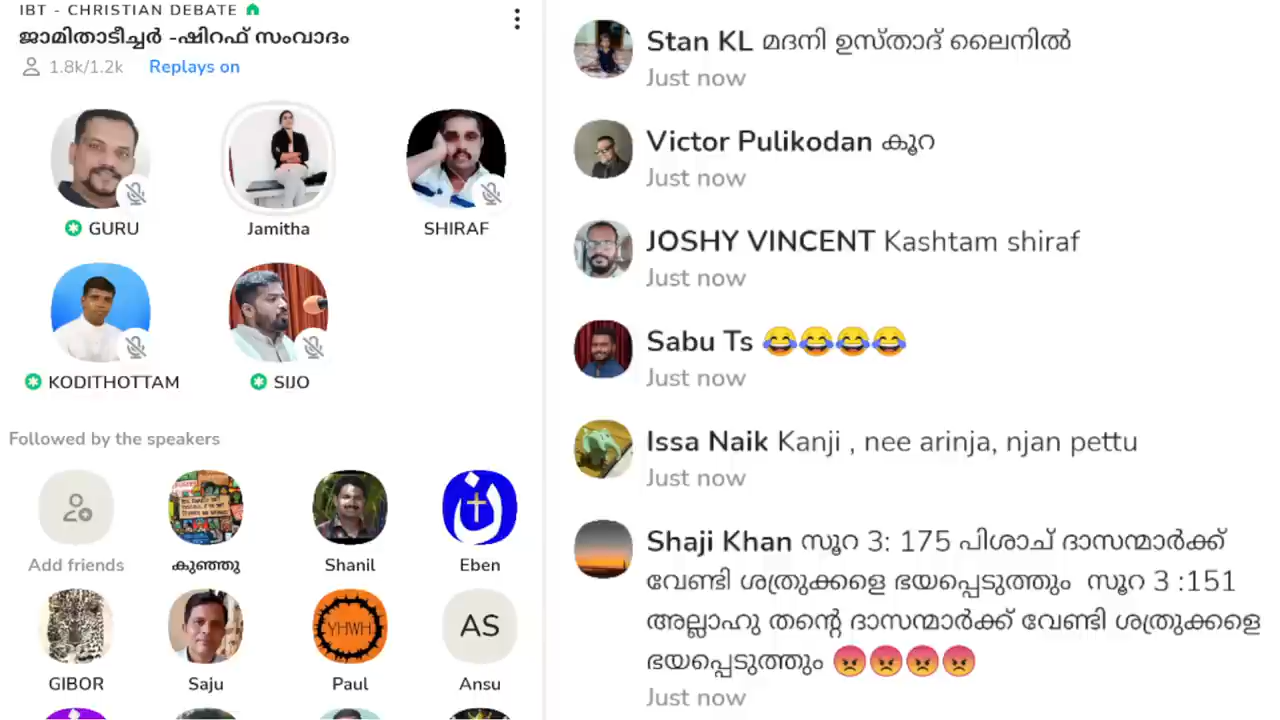 IBT - CHRISTIAN DEBATE
ജാമിതാടീച്ചർ -ഷിറഫ് സംവാദം
1.8k/1.2k Replays on
GURU
Jamitha
SHIRAF
KODITHOTTAM
SIJO
Followed by the speakers
Add friends
കുഞ്ഞു
Shanil
Eben
YHWH
AS
GIBOR
Saju
Paul
Ansu
Stan KL മദനി ഉസ്താദ് ലൈനിൽ
Just now
Victor Pulikodan കൂറ
Just now
JOSHY VINCENT Kashtam shiraf
Just now
Sabu Ts 😂😂😂😂
Just now
Issa Naik Kanji , nee arinja, njan pettu
Just now
Shaji Khan സൂറ 3: 175 പിശാച് ദാസന്മാർക്ക്
വേണ്ടി ശത്രുക്കളെ ഭയപ്പെടുത്തും സൂറ 3 :151
അല്ലാഹു തന്റെ ദാസന്മാർക്ക് വേണ്ടി ശത്രുക്കളെ
ഭയപ്പെടുത്തും 😡😡😡😡
Just now